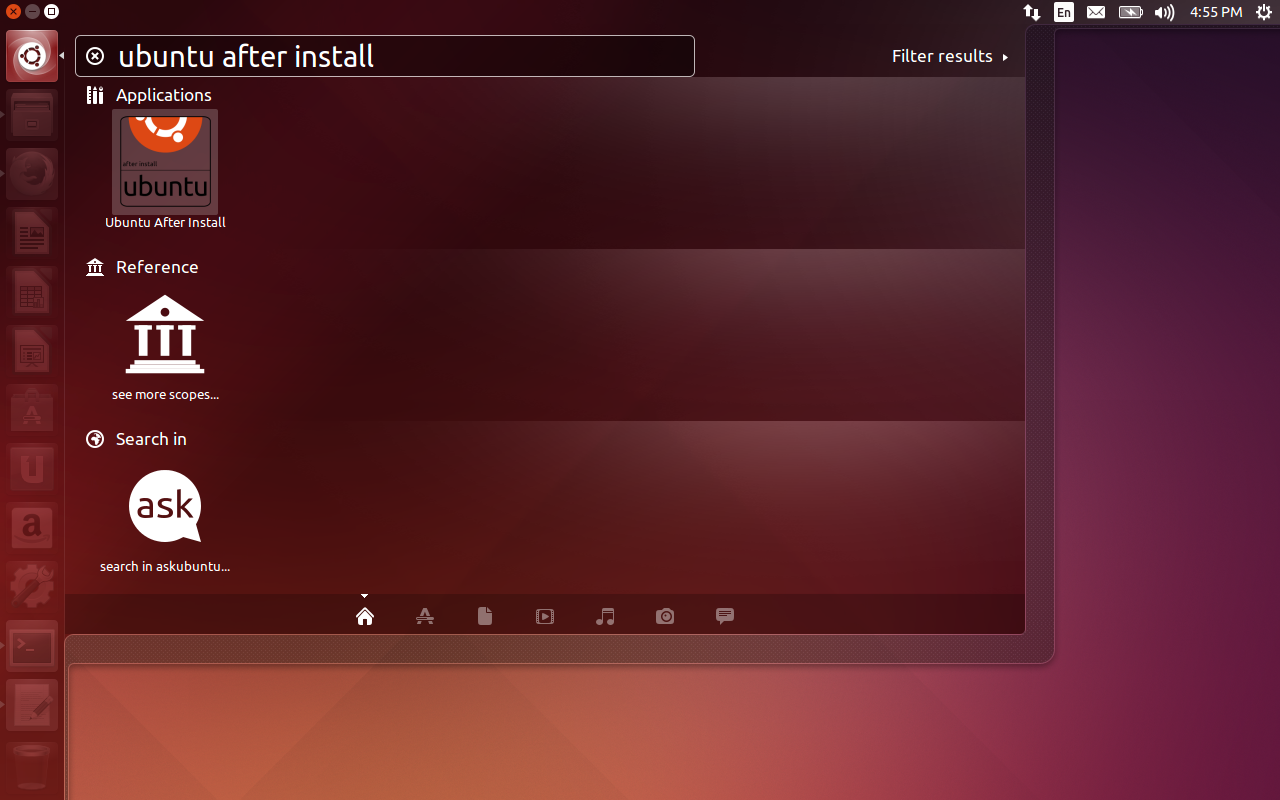 En
4:55 PM
ubuntu after install
Filter results
Applications
after install
ubuntu
Ubuntu After Install
Reference
see more scopes...
Search in
ask
search in askubuntu...
u
a
>_